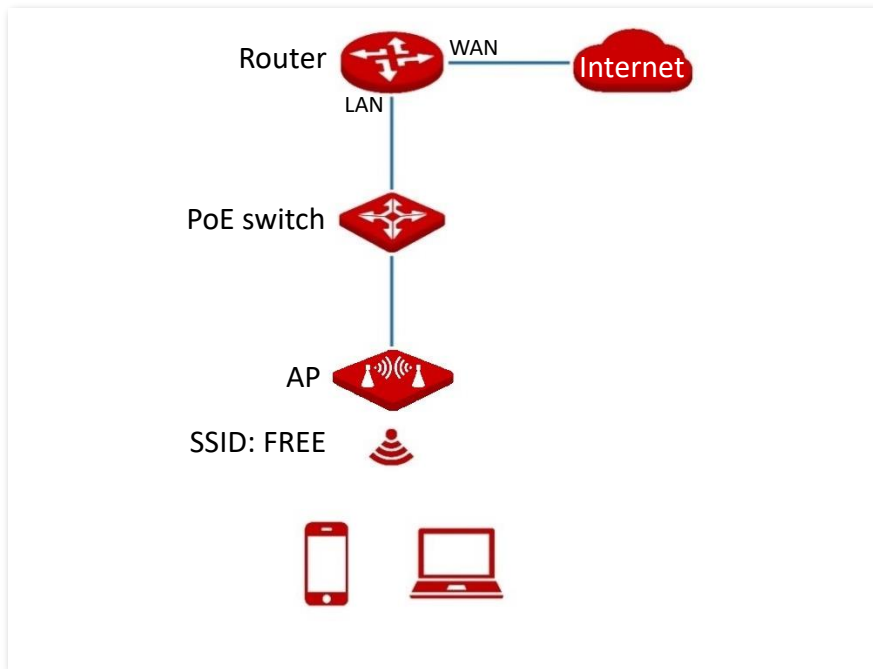 Router
WAN
Internet
LAN
PoE switch
AP
SSID: FREE